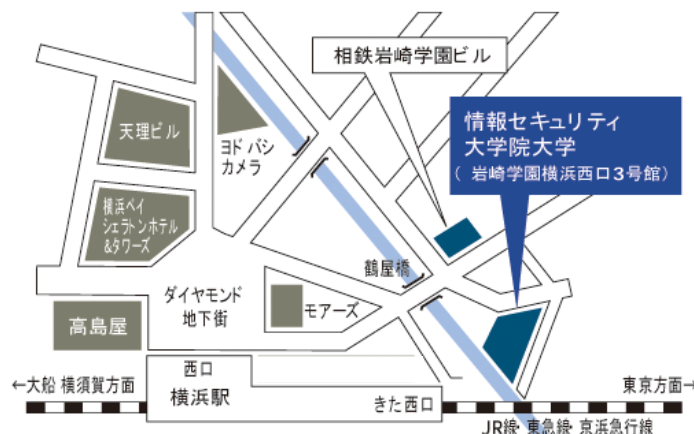 相鉄岩崎学園ビル
情報セキュリティ
大学院大学
( 岩崎学園横浜西口3号館)
天理ビル
ヨドバシ
カメラ
横浜ベイ
シェラトンホテル
&タワーズ
鶴屋橋
ダイヤモンド
地下街
モアーズ
高島屋
西口
横浜駅
きた西口
←大船 横須賀方面
東京方面→
JR線・東急線・京浜急行線